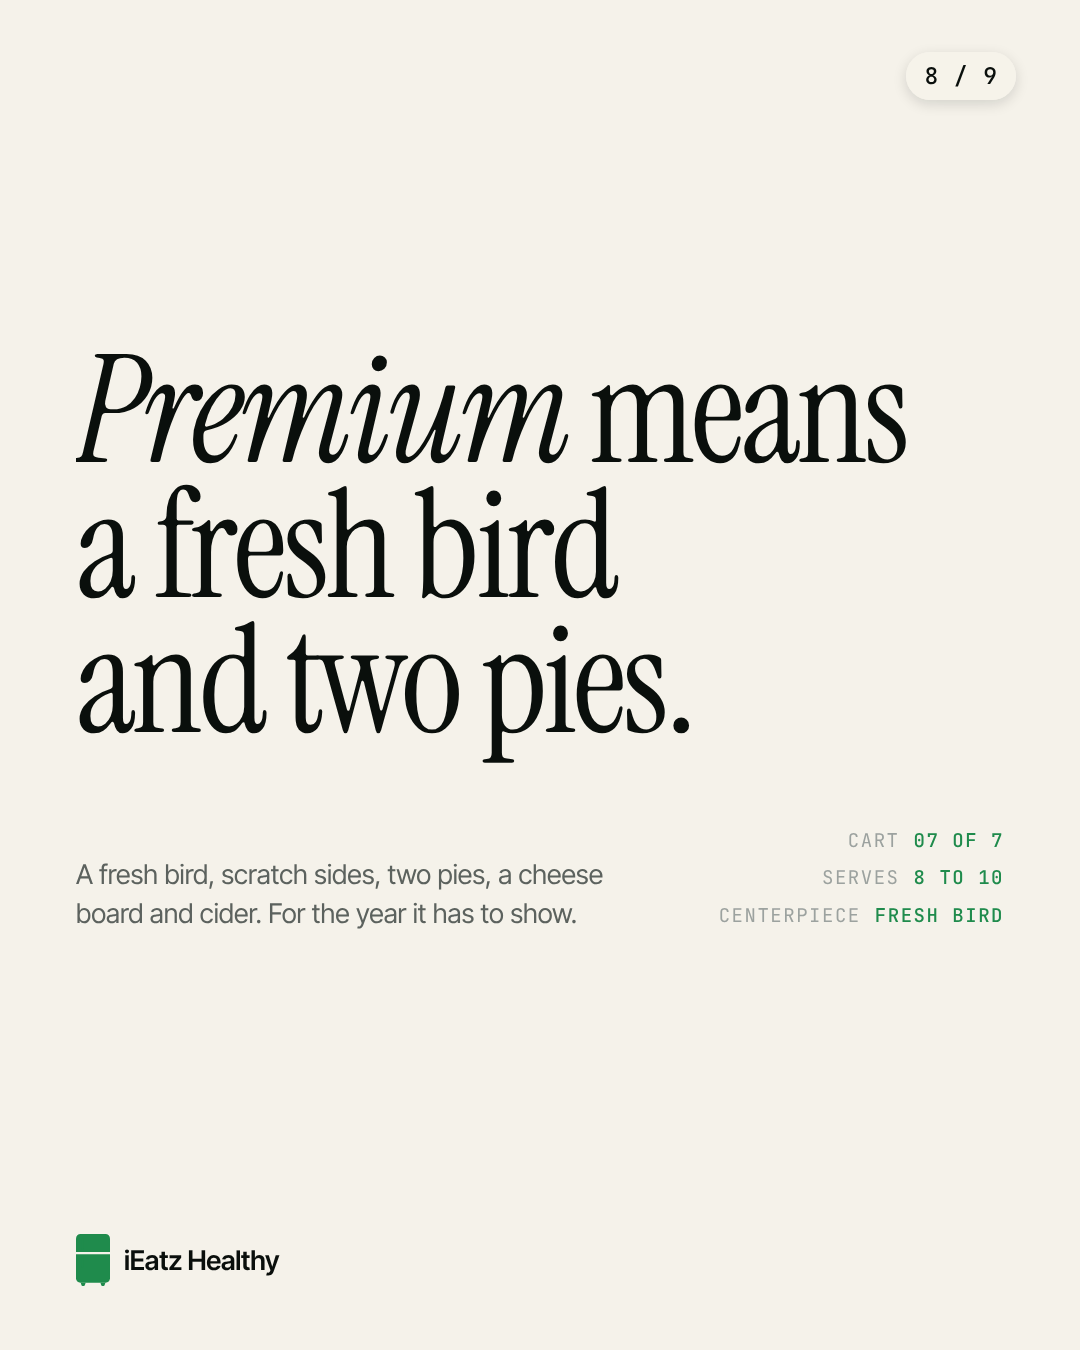 8 / 9
Premium means
a fresh bird
and two pies.
A fresh bird, scratch sides, two pies, a cheese
board and cider. For the year it has to show.
CART 07 OF 7
SERVES 8 TO 10
CENTERPIECE FRESH BIRD
iEatz Healthy